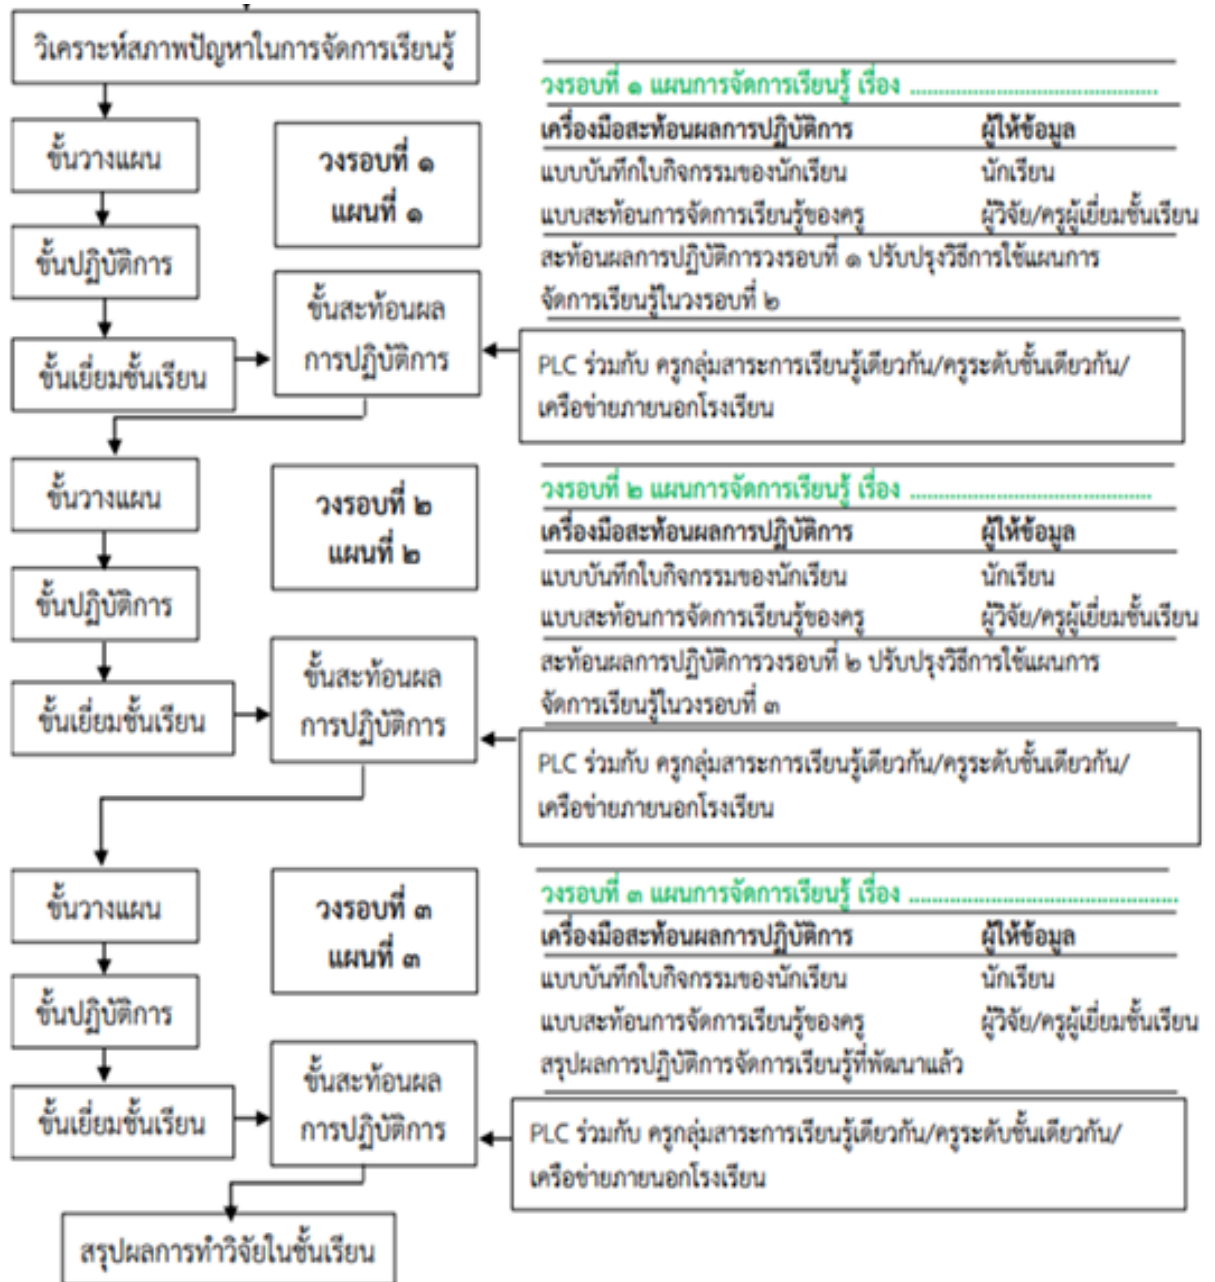 วิเคราะห์สภาพปัญหาในการจัดการเรียนรู้
ขั้นวางแผน
วงรอบที่ ๑
แผนที่ ๑
ขั้นปฏิบัติการ
ขั้นเยี่ยมชั้นเรียน
ขั้นสะท้อนผล
การปฏิบัติการ
วงรอบที่ ๑ แผนการจัดการเรียนรู้ เรื่อง .............................................
เครื่องมือสะท้อนผลการปฏิบัติการ ผู้ให้ข้อมูล
แบบบันทึกใบกิจกรรมของนักเรียน นักเรียน
แบบสะท้อนการจัดการเรียนรู้ของครู ผู้วิจัย/ครูผู้เยี่ยมชั้นเรียน
สะท้อนผลการปฏิบัติการวงรอบที่ ๑ ปรับปรุงวิธีการใช้แผนการ
จัดการเรียนรู้ในวงรอบที่ ๒
PLC ร่วมกับ ครูกลุ่มสาระการเรียนรู้เดียวกัน/ครูระดับชั้นเดียวกัน/
เครือข่ายภายนอกโรงเรียน
ขั้นวางแผน
วงรอบที่ ๒
แผนที่ ๒
ขั้นปฏิบัติการ
ขั้นเยี่ยมชั้นเรียน
ขั้นสะท้อนผล
การปฏิบัติการ
วงรอบที่ ๒ แผนการจัดการเรียนรู้ เรื่อง ............................................
เครื่องมือสะท้อนผลการปฏิบัติการ ผู้ให้ข้อมูล
แบบบันทึกใบกิจกรรมของนักเรียน นักเรียน
แบบสะท้อนการจัดการเรียนรู้ของครู ผู้วิจัย/ครูผู้เยี่ยมชั้นเรียน
สะท้อนผลการปฏิบัติการวงรอบที่ ๒ ปรับปรุงวิธีการใช้แผนการ
จัดการเรียนรู้ในวงรอบที่ ๓
PLC ร่วมกับ ครูกลุ่มสาระการเรียนรู้เดียวกัน/ครูระดับชั้นเดียวกัน/
เครือข่ายภายนอกโรงเรียน
ขั้นวางแผน
วงรอบที่ ๓
แผนที่ ๓
ขั้นปฏิบัติการ
ขั้นเยี่ยมชั้นเรียน
ขั้นสะท้อนผล
การปฏิบัติการ
วงรอบที่ ๓ แผนการจัดการเรียนรู้ เรื่อง .................................................
เครื่องมือสะท้อนผลการปฏิบัติการ ผู้ให้ข้อมูล
แบบบันทึกใบกิจกรรมของนักเรียน นักเรียน
แบบสะท้อนการจัดการเรียนรู้ของครู ผู้วิจัย/ครูผู้เยี่ยมชั้นเรียน
สรุปผลการปฏิบัติการจัดการเรียนรู้ที่พัฒนาแล้ว
PLC ร่วมกับ ครูกลุ่มสาระการเรียนรู้เดียวกัน/ครูระดับชั้นเดียวกัน/
เครือข่ายภายนอกโรงเรียน
สรุปผลการทำวิจัยในชั้นเรียน